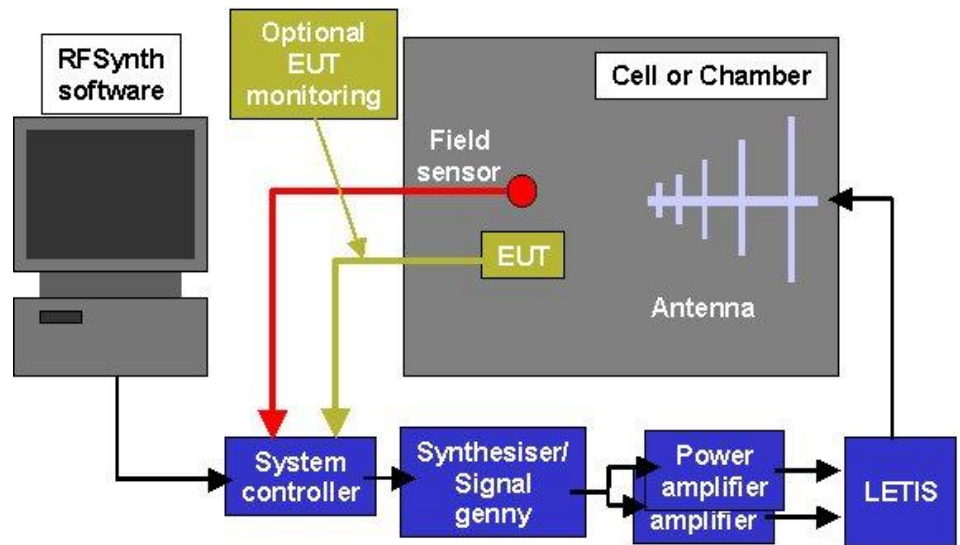 RFSynth
software
Optional
EUT
monitoring
Cell or Chamber
Field
sensor
EUT
Antenna
System
controller
Synthesiser/
Signal
genny
Power
amplifier
amplifier
LETIS